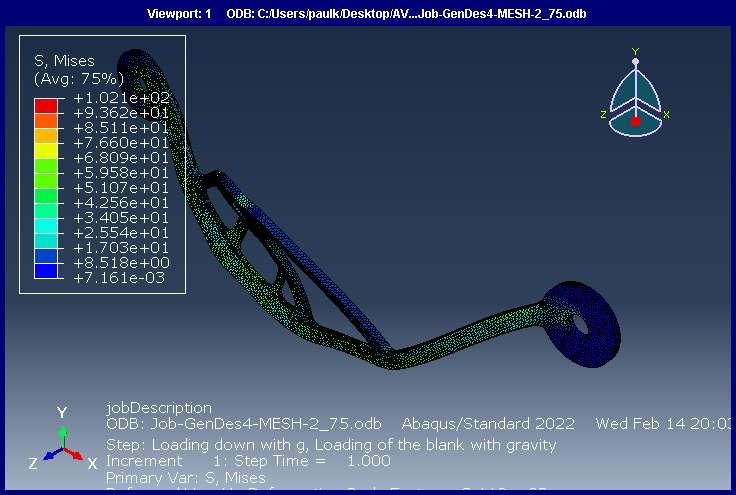 Viewport: 1 ODB: C:/Users/paulk/Desktop/AV...Job-GenDes4-MESH-2_75.odb
S, Mises
(Avg: 75%)
+1.021e+02
+9.362e+01
+8.511e+01
+7.660e+01
+6.809e+01
+5.958e+01
+5.107e+01
+4.256e+01
+3.405e+01
+2.554e+01
+1.703e+01
+8.518e+00
+7.161e-03
Y
Z X
Y
Z X
jobDescription
ODB: Job-GenDes4-MESH-2_75.odb Abaqus/Standard 2022 Wed Feb 14 20:03
Step: Loading down with g, Loading of the blank with gravity
Increment 1: Step Time = 1.000
Primary Var: S, Mises